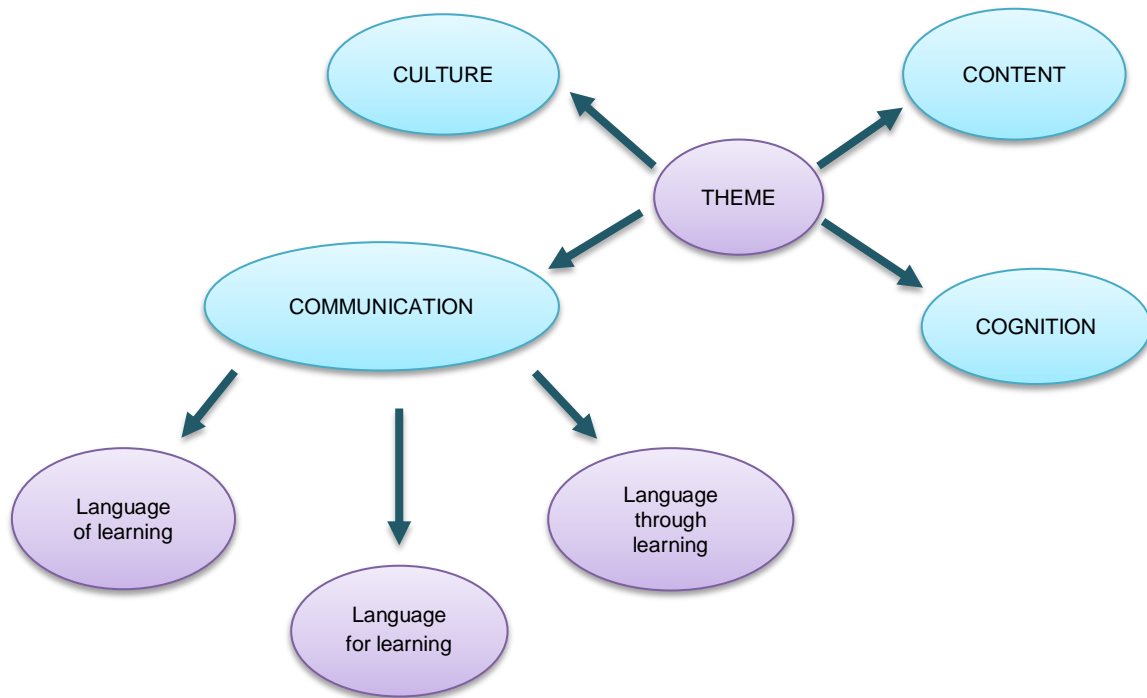 CULTURE
CONTENT
THEME
COMMUNICATION
COGNITION
Language
of learning
Language
through
learning
Language
for learning